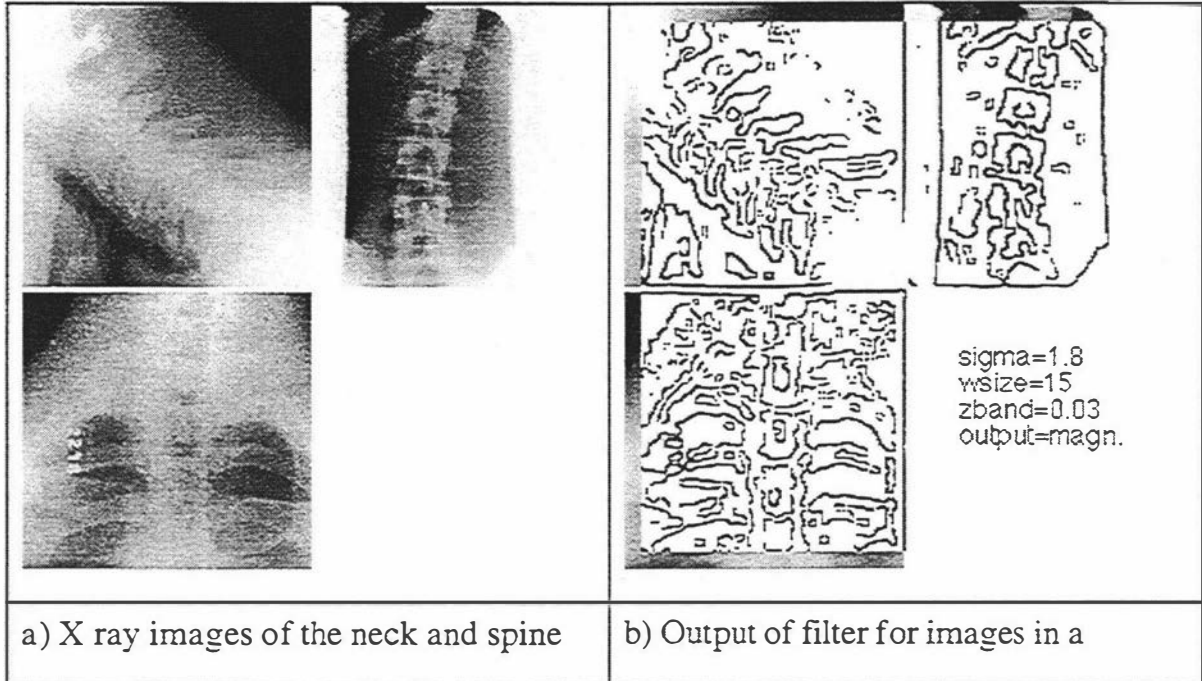 sigma=1.8
wsize=15
zband=0.03
output=magn.
a) X ray images of the neck and spine
b) Output of filter for images in a